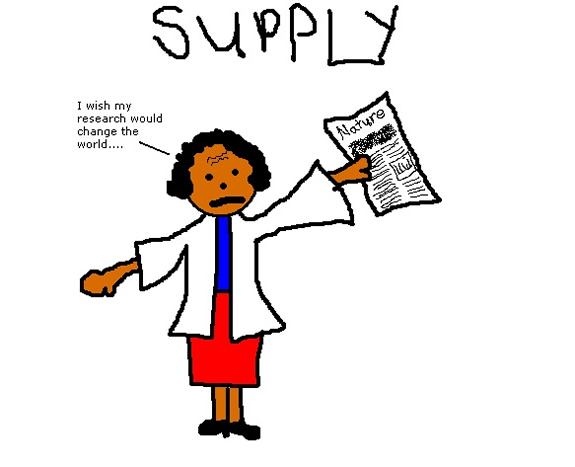 SUPPLY
I wish my
research would
change the
world....
Nature